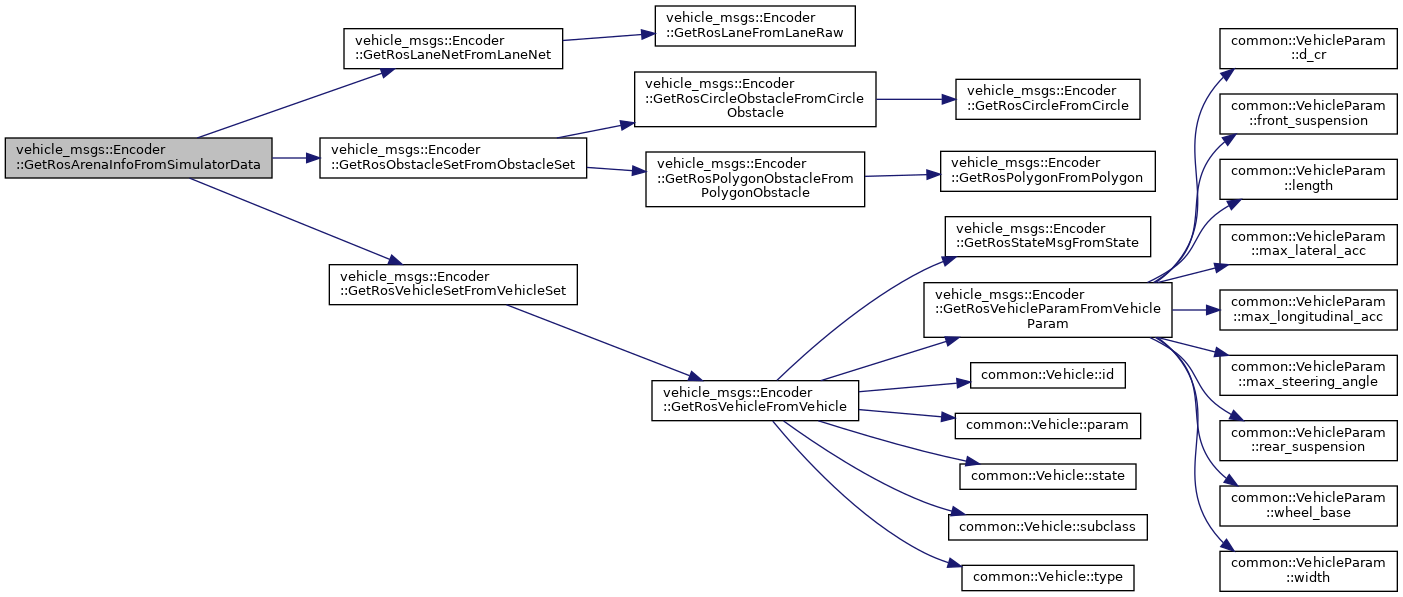 vehicle_msgs::Encoder
::GetRosArenaInfoFromSimulatorData
vehicle_msgs::Encoder
::GetRosLaneNetFromLaneNet
vehicle_msgs::Encoder
::GetRosLaneFromLaneRaw
vehicle_msgs::Encoder
::GetRosObstacleSetFromObstacleSet
vehicle_msgs::Encoder
::GetRosCircleObstacleFromCircle
Obstacle
vehicle_msgs::Encoder
::GetRosCircleFromCircle
vehicle_msgs::Encoder
::GetRosPolygonObstacleFrom
PolygonObstacle
vehicle_msgs::Encoder
::GetRosPolygonFromPolygon
vehicle_msgs::Encoder
::GetRosVehicleSetFromVehicleSet
vehicle_msgs::Encoder
::GetRosVehicleFromVehicle
vehicle_msgs::Encoder
::GetRosStateMsgFromState
vehicle_msgs::Encoder
::GetRosVehicleParamFromVehicle
Param
common::Vehicle::id
common::Vehicle::param
common::Vehicle::state
common::Vehicle::subclass
common::Vehicle::type
common::VehicleParam
::d_cr
common::VehicleParam
::front_suspension
common::VehicleParam
::length
common::VehicleParam
::max_lateral_acc
common::VehicleParam
::max_longitudinal_acc
common::VehicleParam
::max_steering_angle
common::VehicleParam
::rear_suspension
common::VehicleParam
::wheel_base
common::VehicleParam
::width